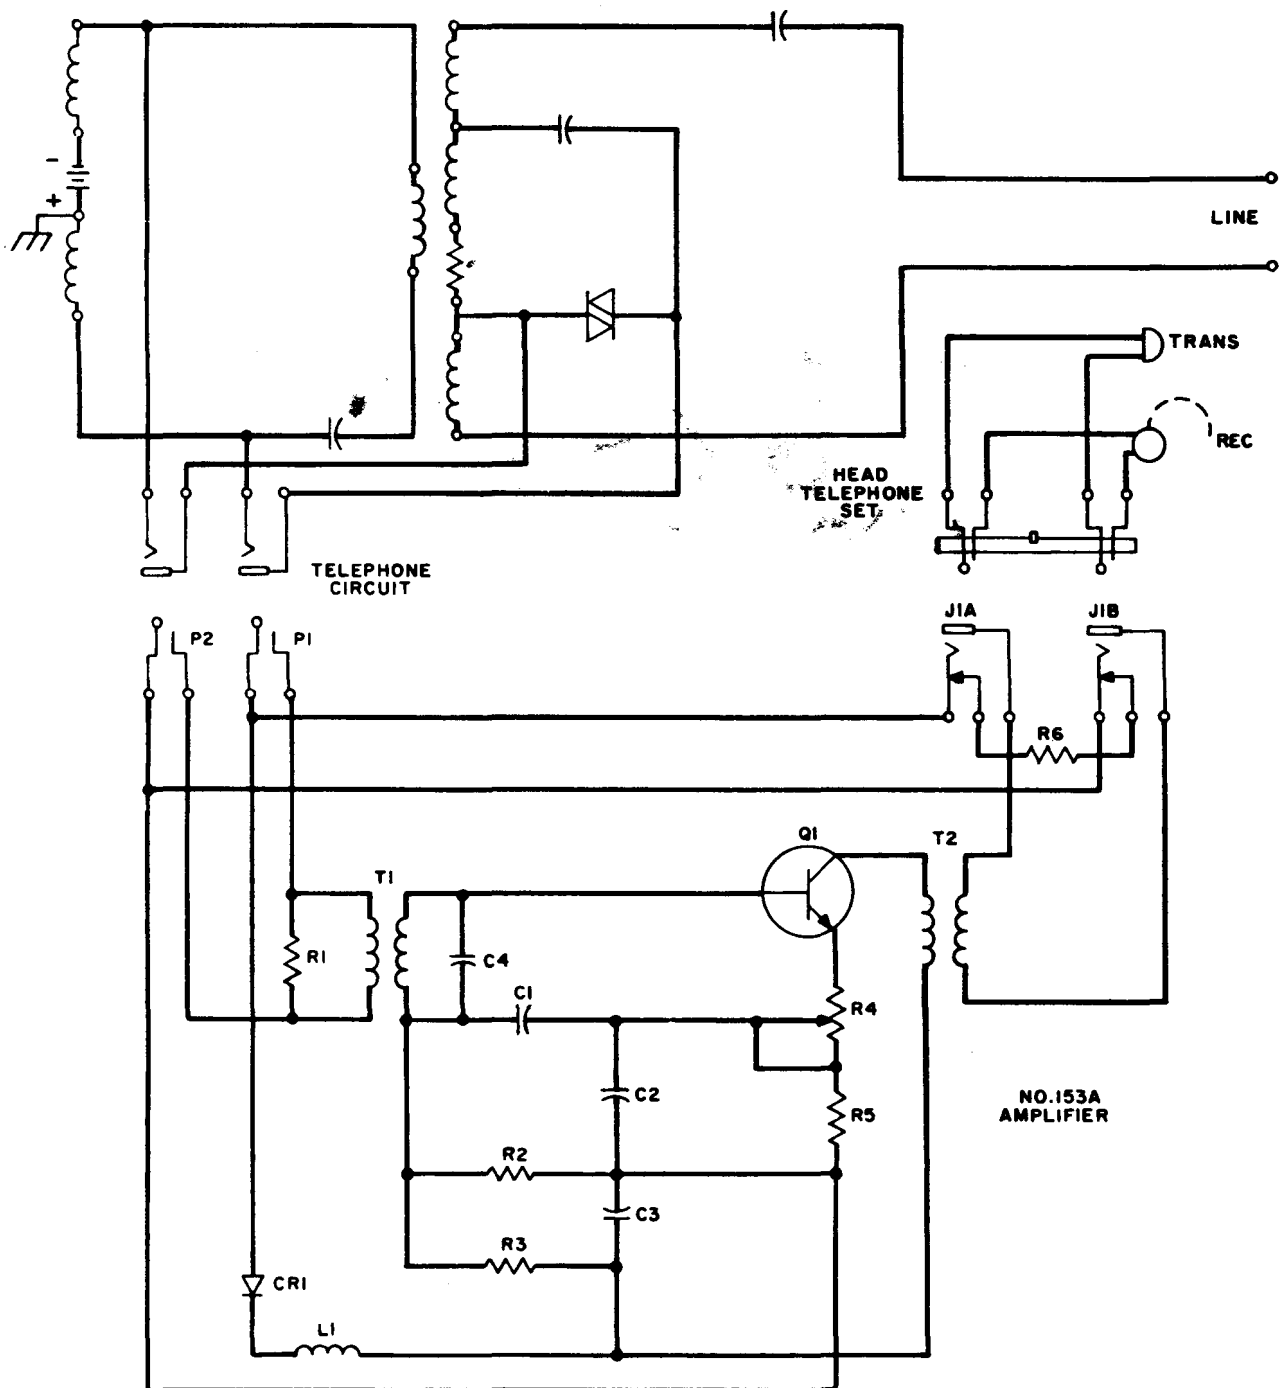 -
+
LINE
TRANS
REC
HEAD
TELEPHONE
SET
TELEPHONE
CIRCUIT
P2
P1
J1A
J1B
R6
Q1
T2
T1
R1
C4
C1
R4
C2
R5
NO.153A
AMPLIFIER
R2
C3
R3
CR1
L1